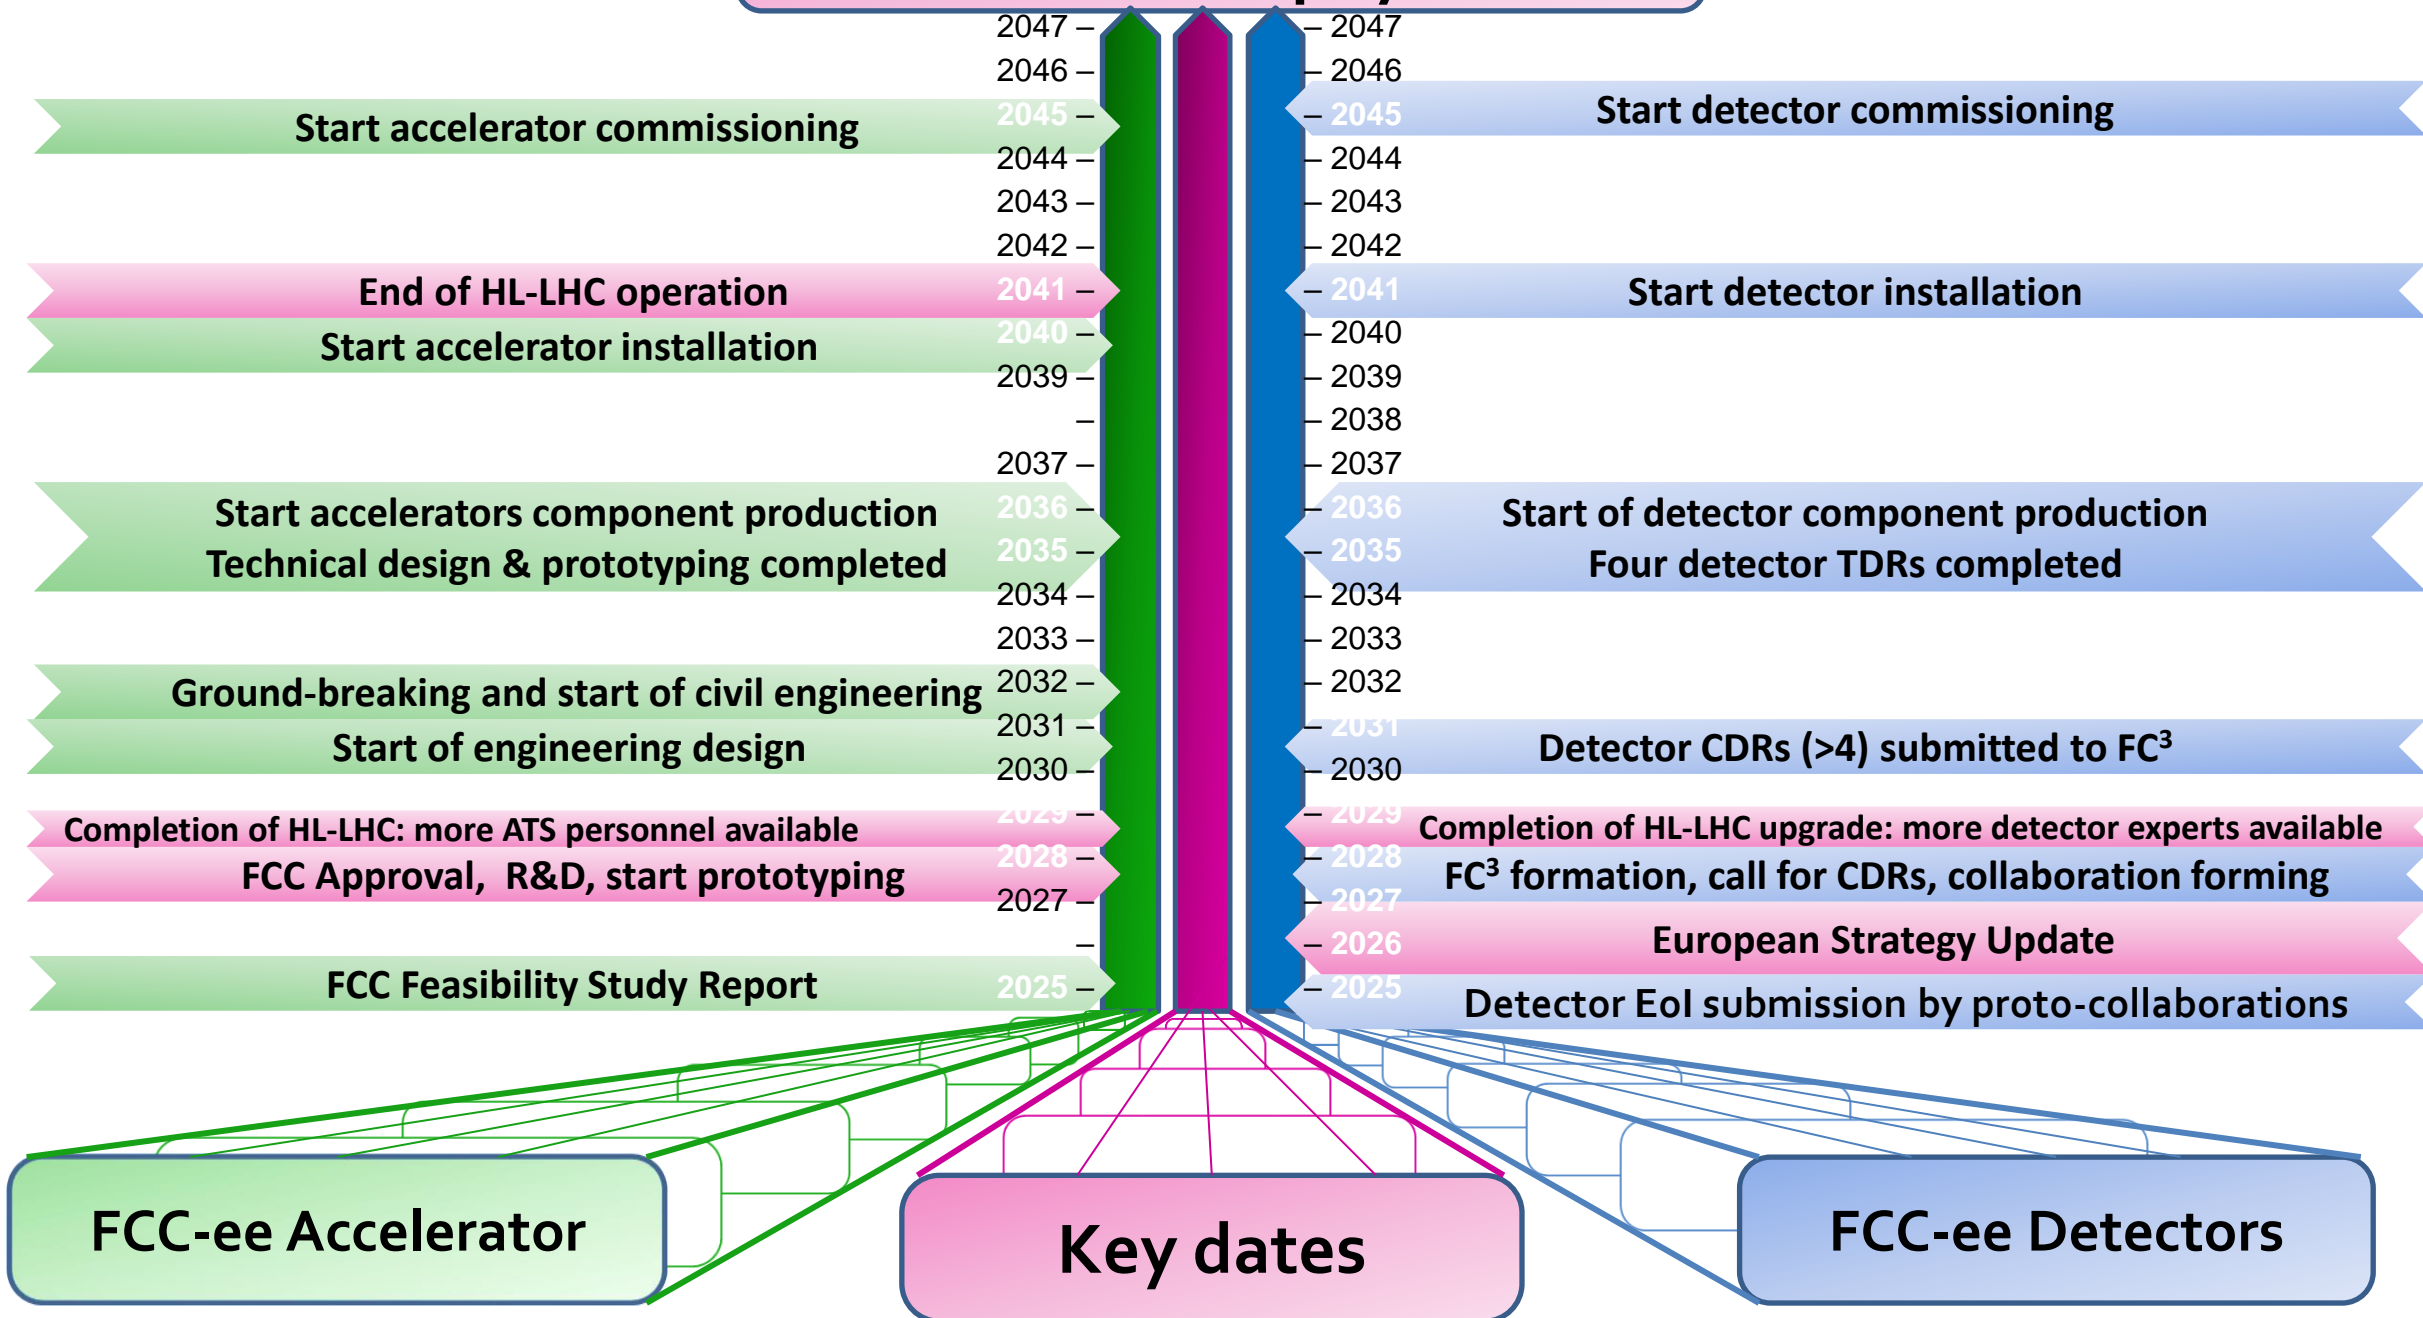 2047 –
– 2047
2046 –
– 2046
Start accelerator commissioning
2045 –
– 2045
Start detector commissioning
2044 –
– 2044
2043 –
– 2043
2042 –
– 2042
End of HL-LHC operation
2041 –
– 2041
Start detector installation
Start accelerator installation
2040 –
– 2040
2039 –
– 2039
–
– 2038
2037 –
– 2037
Start accelerators component production
2036 –
– 2036
Start of detector component production
Technical design & prototyping completed
2035 –
– 2035
Four detector TDRs completed
2034 –
– 2034
2033 –
– 2033
Ground-breaking and start of civil engineering
2032 –
– 2032
Start of engineering design
2031 –
– 2031
Detector CDRs (>4) submitted to FC³
2030 –
– 2030
Completion of HL-LHC: more ATS personnel available
2029 –
– 2029
Completion of HL-LHC upgrade: more detector experts available
FCC Approval, R&D, start prototyping
2028 –
– 2028
FC³ formation, call for CDRs, collaboration forming
2027 –
– 2027
–
– 2026
European Strategy Update
FCC Feasibility Study Report
2025 –
– 2025
Detector EoI submission by proto-collaborations
FCC-ee Accelerator
Key dates
FCC-ee Detectors